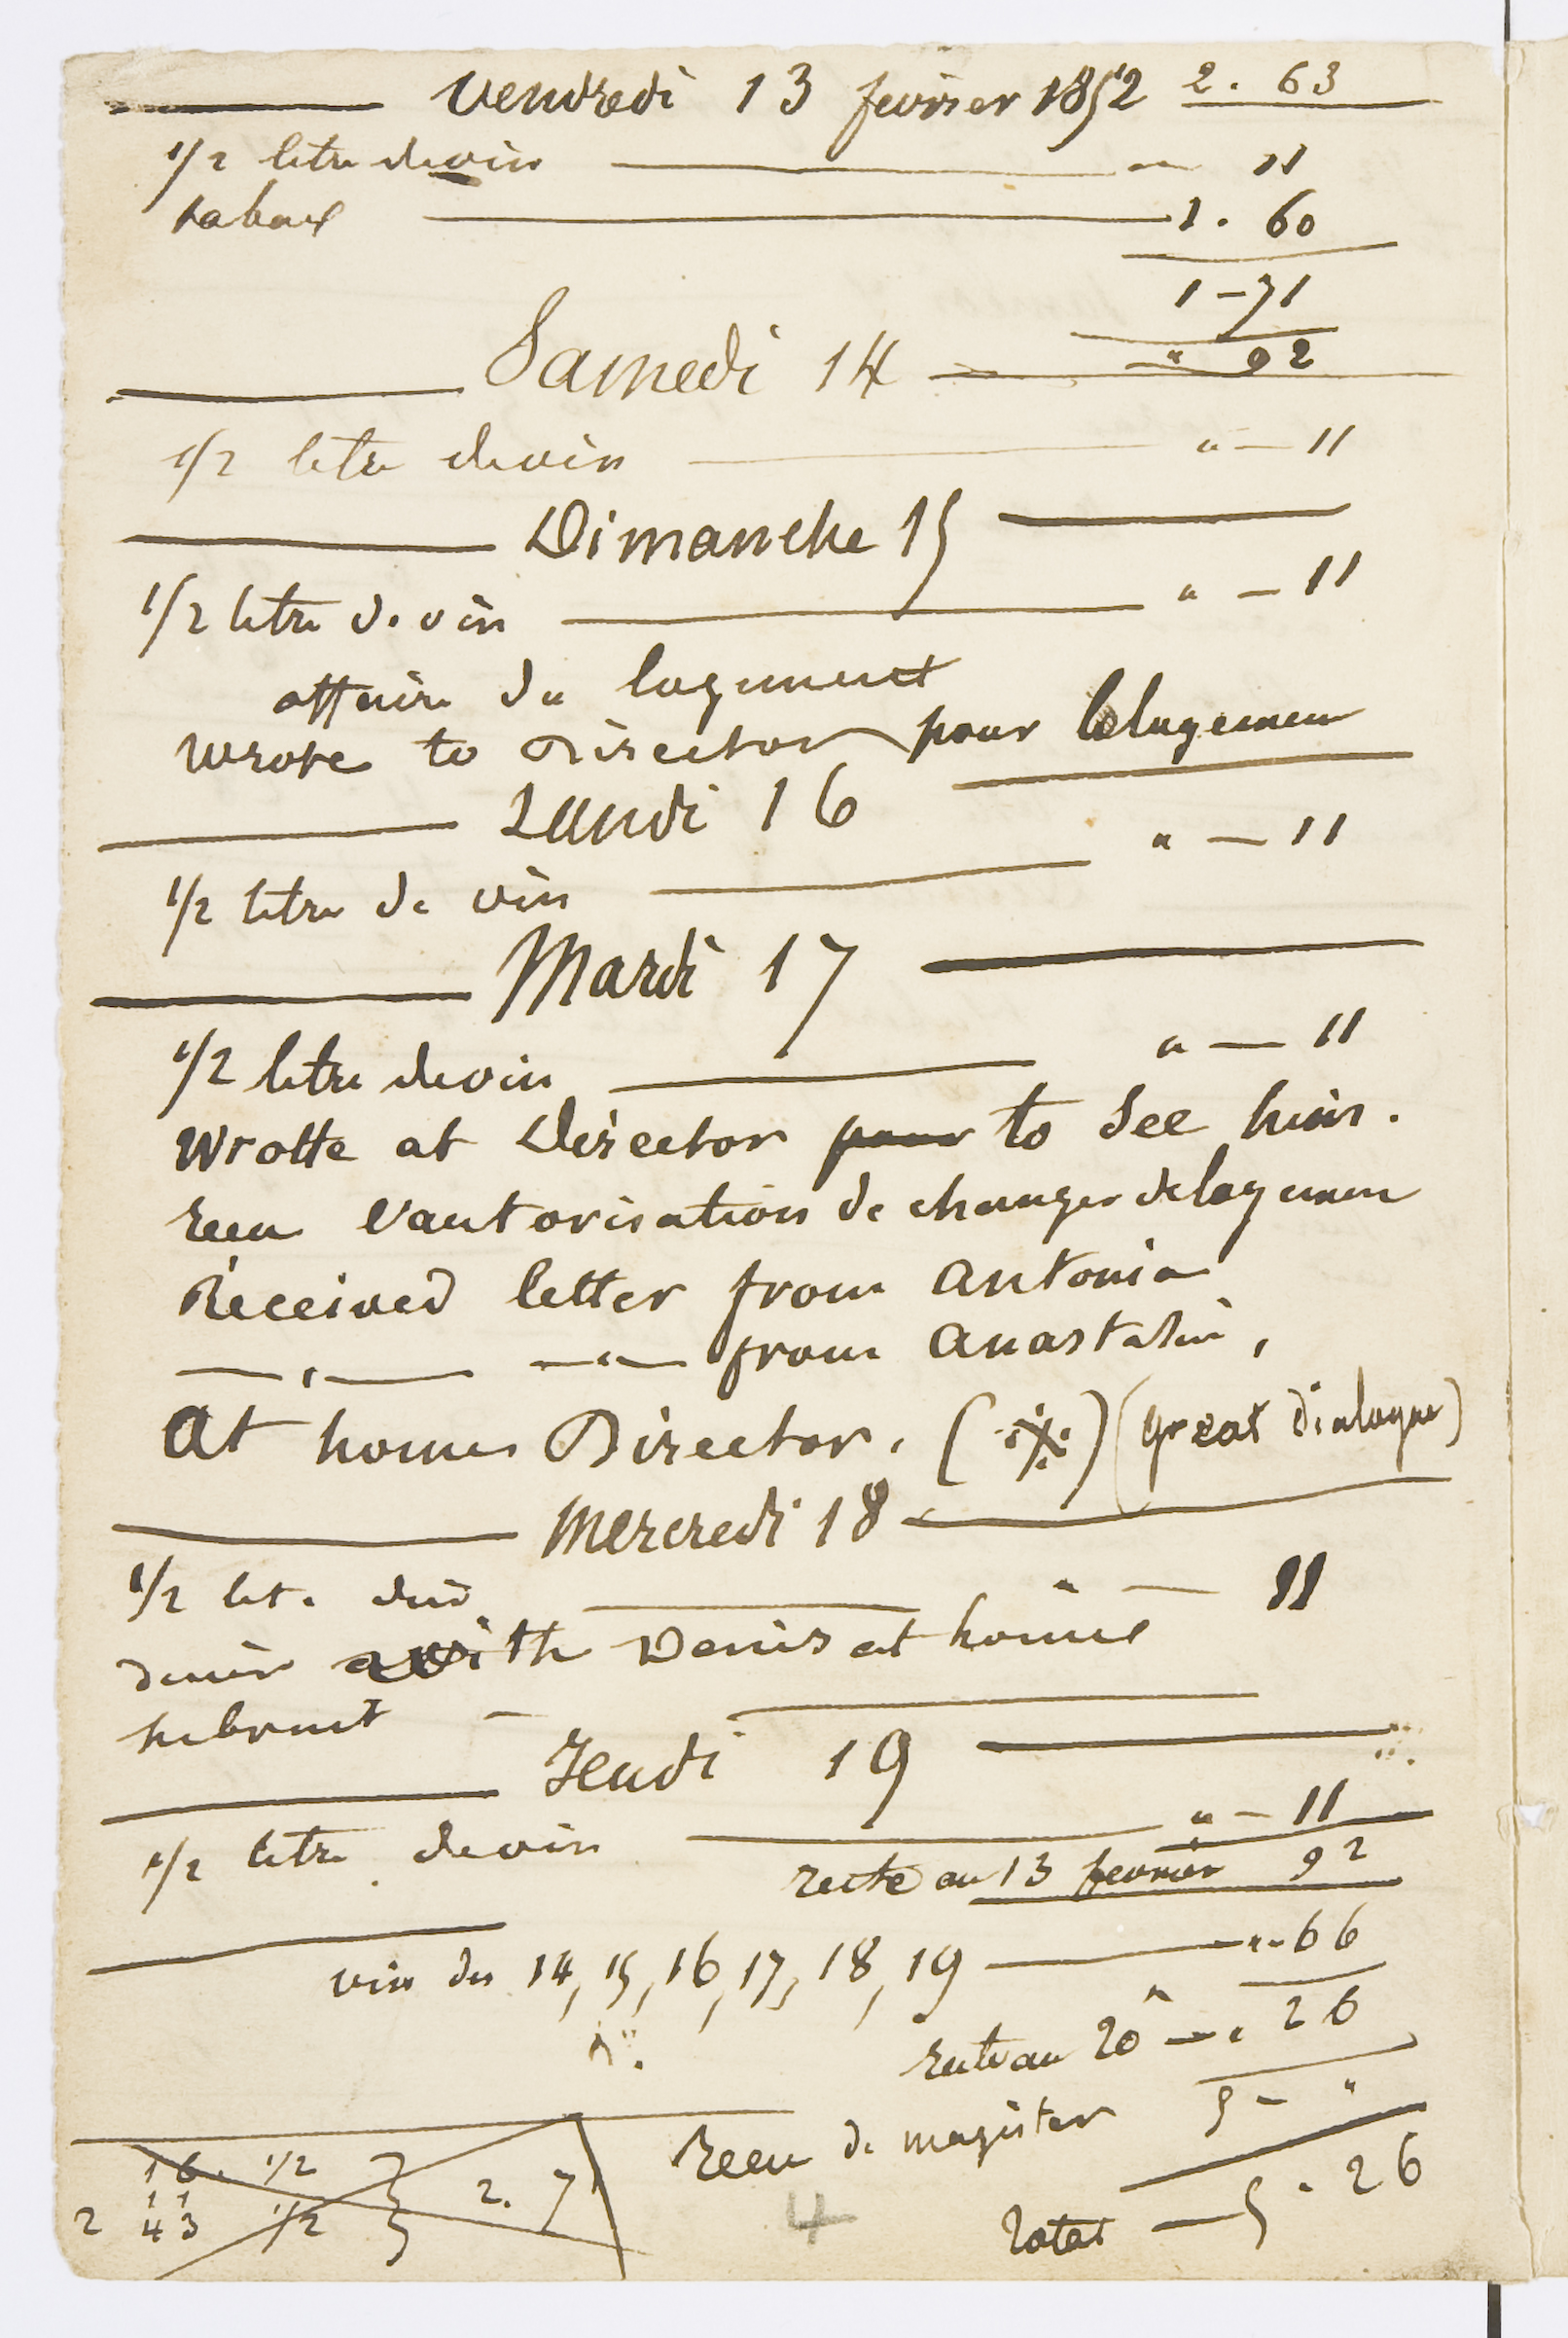 Vendredi 13 fevrier 1852 2. 63
1/2 litre de vin — " 11
tabac 1. 60
1 - 71
Samedi 14 — " 92
1/2 litre de vin " — 11
Dimanche 15
1/2 litre de vin " — 11
affaire du logement
Wrote to Director pour le logemen
Lundi 16
1/2 litre de vin " — 11
Mardi 17
1/2 litre de vin " — 11
Wrotte at Director pour to see him.
recu l'autorisation de changer de logemen
Received letter from Antonia
— " — — " — from Anastasie,
At home Director. (※) (great dialogue)
Mercredi 18
1/2 lit. " — 11
diner with Denis at home
Jeudi 19
1/2 litre de vin " — 11
reste au 13 fevrier 92
vin des 14, 15, 16, 17, 18, 19 — " 66
reste au 20 — " 26
Recu de magister 5 - "
16. 1/2
11
2 43 1/2 2. 7
4
Total — 5. 26